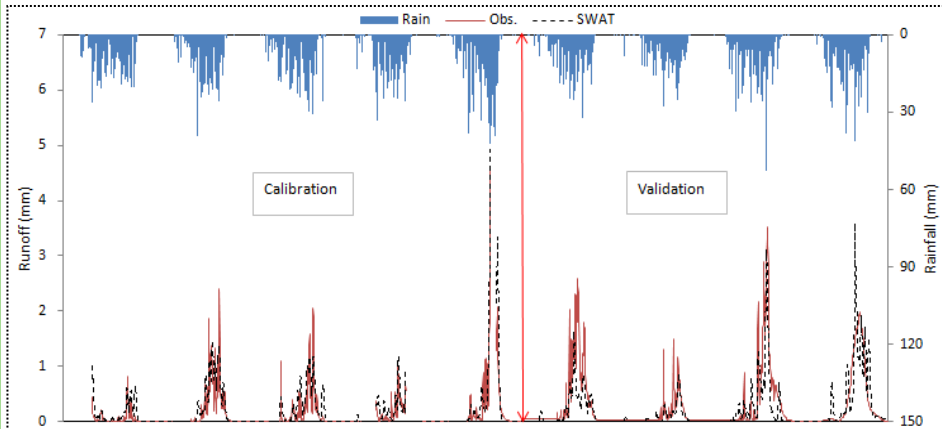 Rain
Obs.
SWAT
7
6
5
4
3
2
1
0
Runoff (mm)
Calibration
Validation
0
30
60
90
120
150
Rainfall (mm)